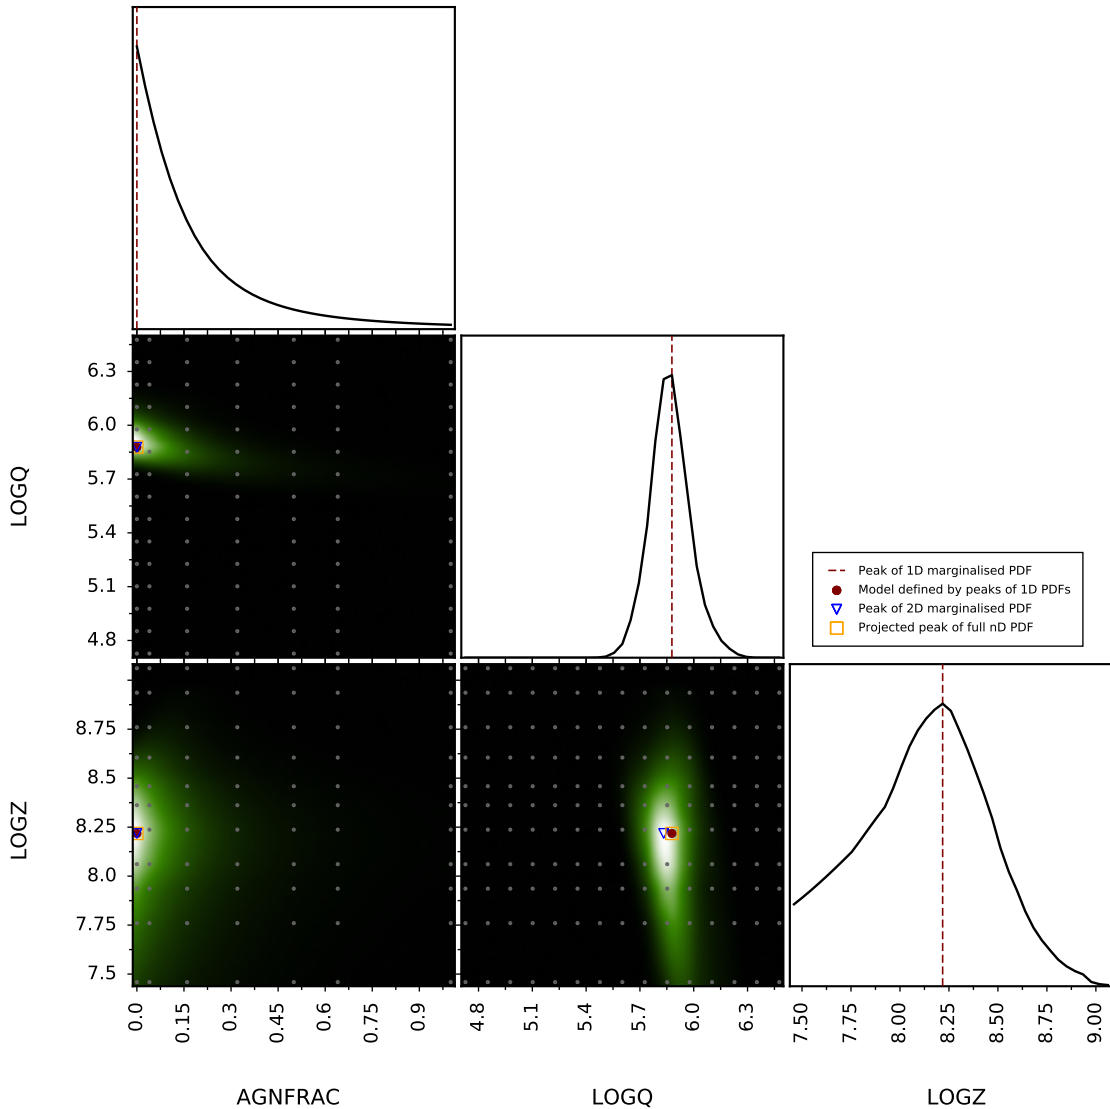 6.3
6.0
5.7
5.4
5.1
4.8
LOGQ
Peak of 1D marginalised PDF
Model defined by peaks of 1D PDFs
Peak of 2D marginalised PDF
Projected peak of full nD PDF
8.75
8.5
8.25
8.0
7.75
7.5
LOGZ
0.0 0.15 0.3 0.45 0.6 0.75 0.9
4.8 5.1 5.4 5.7 6.0 6.3
7.50 7.75 8.00 8.25 8.50 8.75 9.00
AGNFRAC LOGQ LOGZ